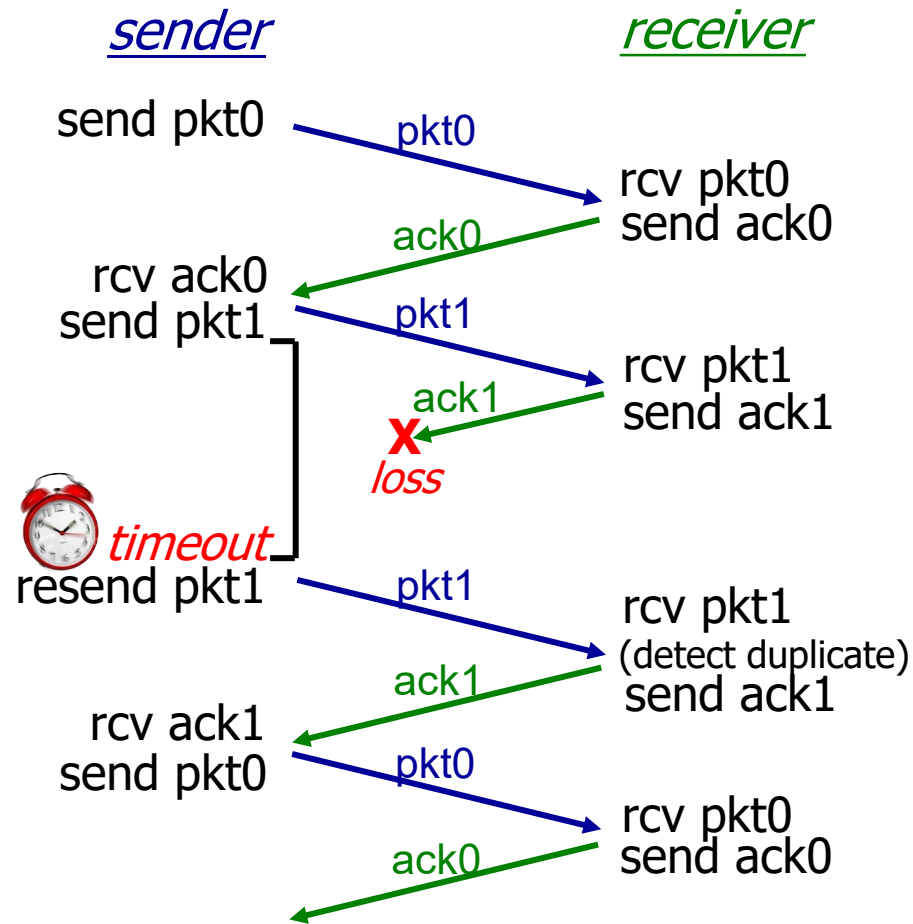 sender
receiver
send pkt0
pkt0
rcv pkt0
send ack0
ack0
rcv ack0
send pkt1
pkt1
rcv pkt1
send ack1
ack1
X
loss
timeout
resend pkt1
pkt1
rcv pkt1
(detect duplicate)
send ack1
ack1
rcv ack1
send pkt0
pkt0
rcv pkt0
send ack0
ack0